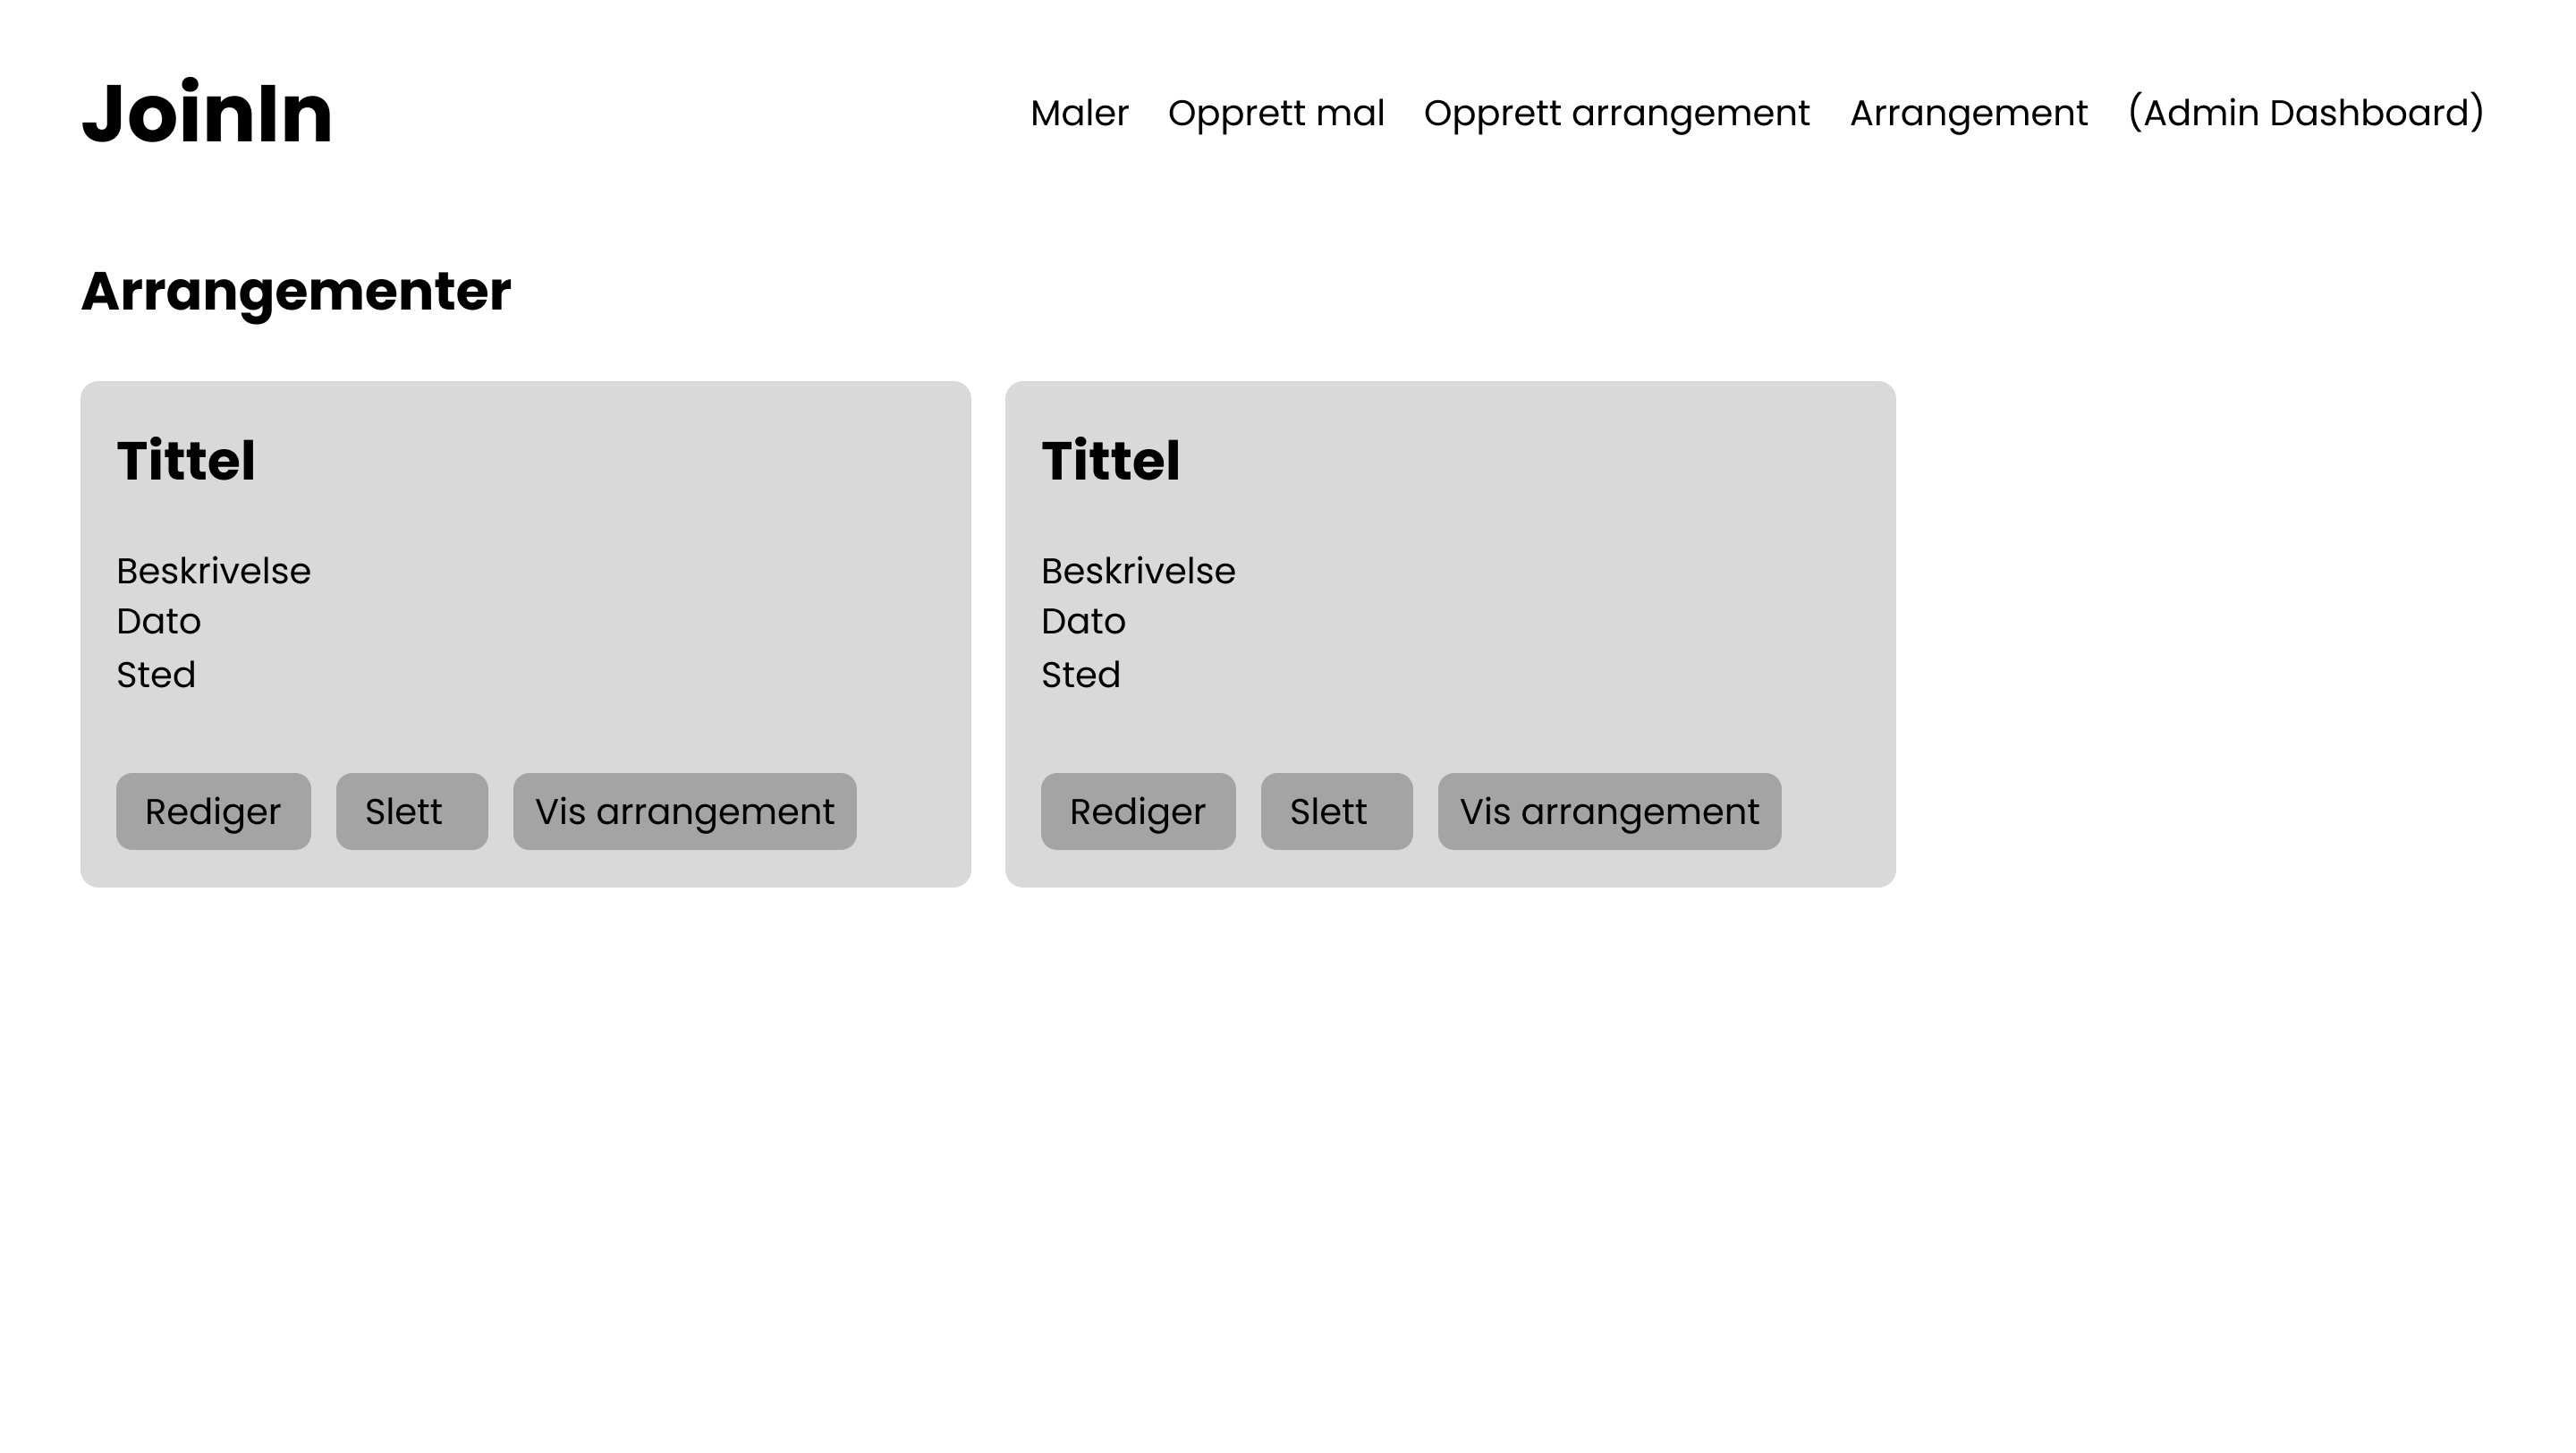 JoinIn
Maler Opprett mal Opprett arrangement Arrangement (Admin Dashboard)
Arrangementer
Tittel
Beskrivelse
Dato
Sted
Rediger Slett Vis arrangement
Tittel
Beskrivelse
Dato
Sted
Rediger Slett Vis arrangement